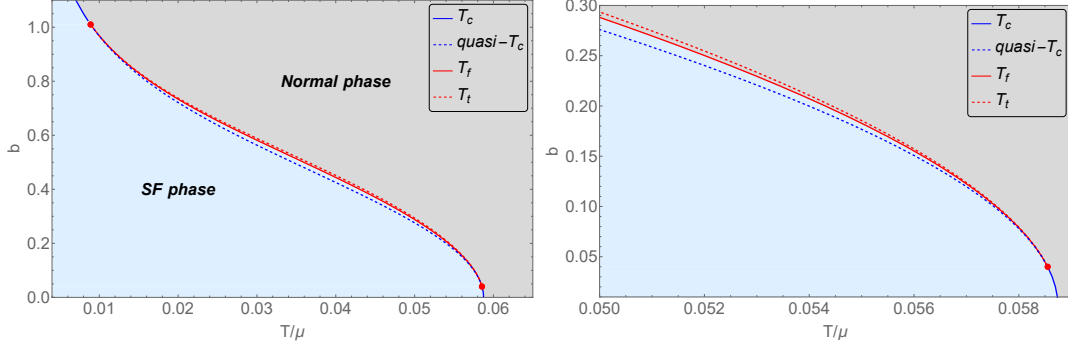 1.0
0.8
0.6
0.4
0.2
0.0
b
0.01
0.02
0.03
0.04
0.05
0.06
T/μ
Normal phase
SF phase
T_c
quasi-T_c
T_f
T_t
0.30
0.25
0.20
0.15
0.10
0.05
0.00
b
0.050
0.052
0.054
0.056
0.058
T/μ
T_c
quasi-T_c
T_f
T_t